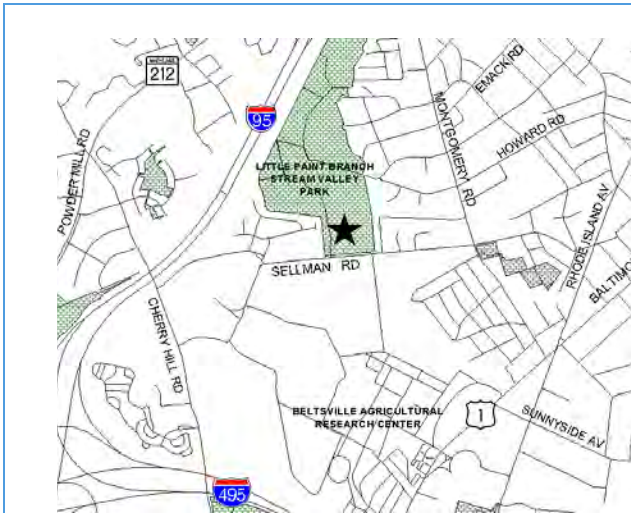 MARYLAND
212
95
EMACK RD
MONTGOMERY RD
HOWARD RD
POWDER MILL RD
LITTLE PAINT BRANCH
STREAM VALLEY
PARK
RHODE ISLAND AV
SELLMAN RD
BALTIMO
CHERRY HILL RD
BELTSVILLE AGRICULTURAL
RESEARCH CENTER
1
SUNNYSIDE AV
495